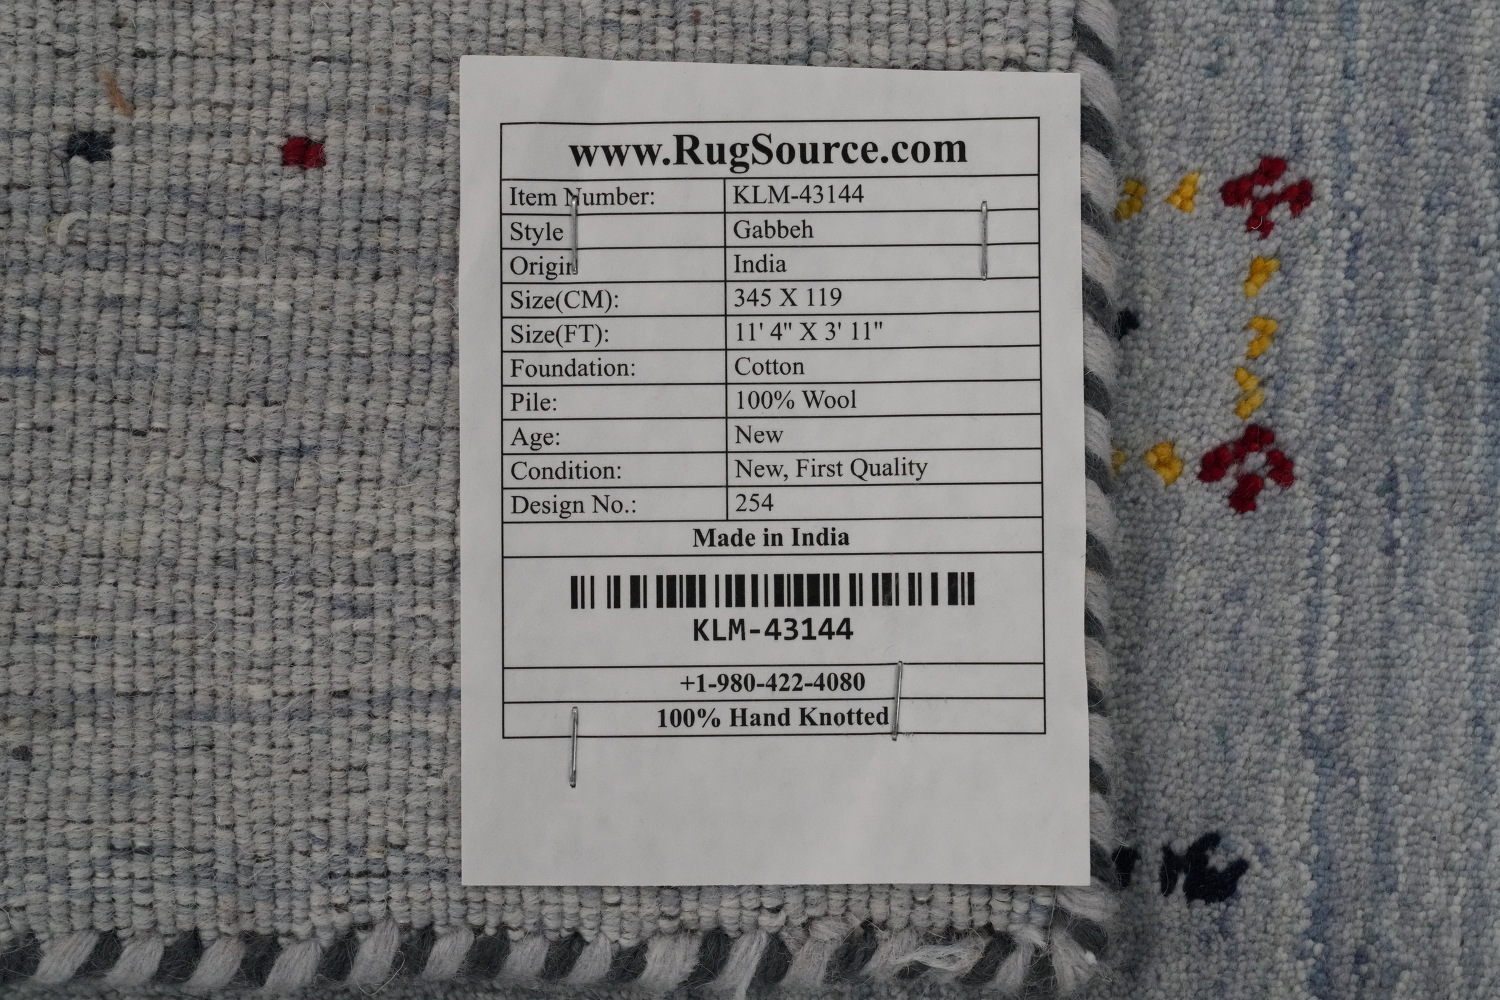 www.RugSource.com
Item Number: KLM-43144
Style Gabbeh
Origin India
Size(CM): 345 X 119
Size(FT): 11' 4" X 3' 11"
Foundation: Cotton
Pile: 100% Wool
Age: New
Condition: New, First Quality
Design No.: 254
Made in India
KLM-43144
+1-980-422-4080
100% Hand Knotted